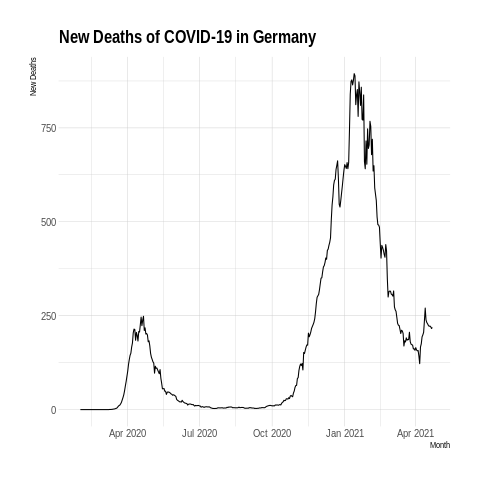 New Deaths of COVID-19 in Germany
New Deaths
750
500
250
0
Apr 2020 Jul 2020 Oct 2020 Jan 2021 Apr 2021
Month